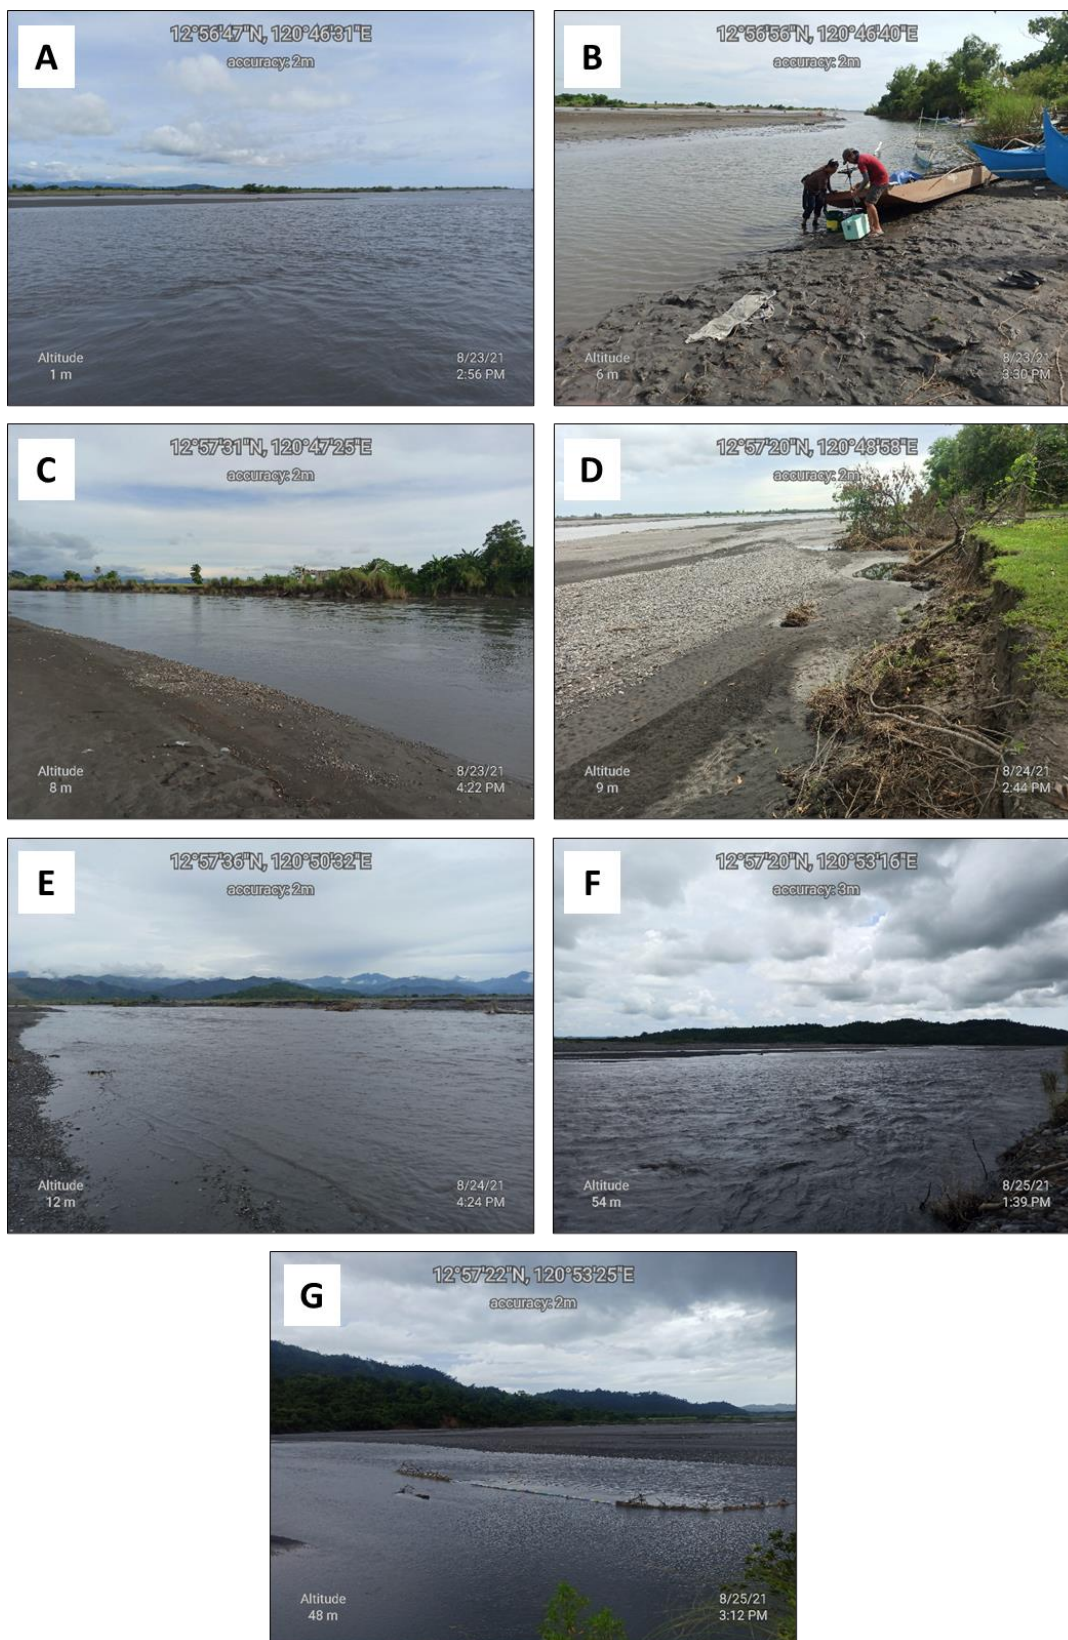 A
12°56'47"N, 120°46'31"E
accuracy: 2m
Altitude
1 m
8/23/21
2:56 PM
B
12°56'56"N, 120°46'40"E
accuracy: 2m
Altitude
6 m
8/23/21
3:30 PM
C
12°57'31"N, 120°47'25"E
accuracy: 2m
Altitude
8 m
8/23/21
4:22 PM
D
12°57'20"N, 120°48'58"E
accuracy: 2m
Altitude
9 m
8/24/21
2:44 PM
E
12°57'36"N, 120°50'32"E
accuracy: 2m
Altitude
12 m
8/24/21
4:24 PM
F
12°57'20"N, 120°53'16"E
accuracy: 3m
Altitude
54 m
8/25/21
1:39 PM
G
12°57'22"N, 120°53'25"E
accuracy: 2m
Altitude
48 m
8/25/21
3:12 PM